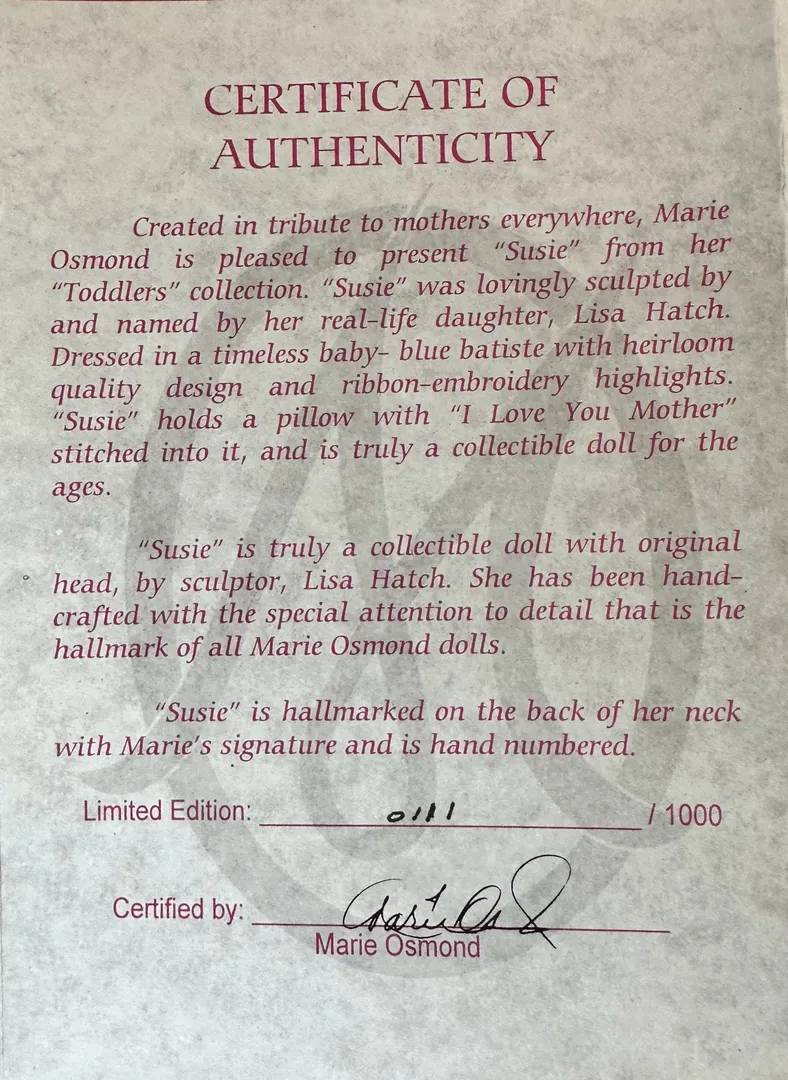 CERTIFICATE OF
AUTHENTICITY
Created in tribute to mothers everywhere, Marie
Osmond is pleased to present “Susie” from her
“Toddlers” collection. “Susie” was lovingly sculpted by
and named by her real-life daughter, Lisa Hatch.
Dressed in a timeless baby- blue batiste with heirloom
quality design and ribbon-embroidery highlights.
“Susie” holds a pillow with “I Love You Mother”
stitched into it, and is truly a collectible doll for the
ages.
“Susie” is truly a collectible doll with original
head, by sculptor, Lisa Hatch. She has been hand-
crafted with the special attention to detail that is the
hallmark of all Marie Osmond dolls.
“Susie” is hallmarked on the back of her neck
with Marie’s signature and is hand numbered.
Limited Edition: 0111 / 1000
Certified by: Marie Os
Marie Osmond